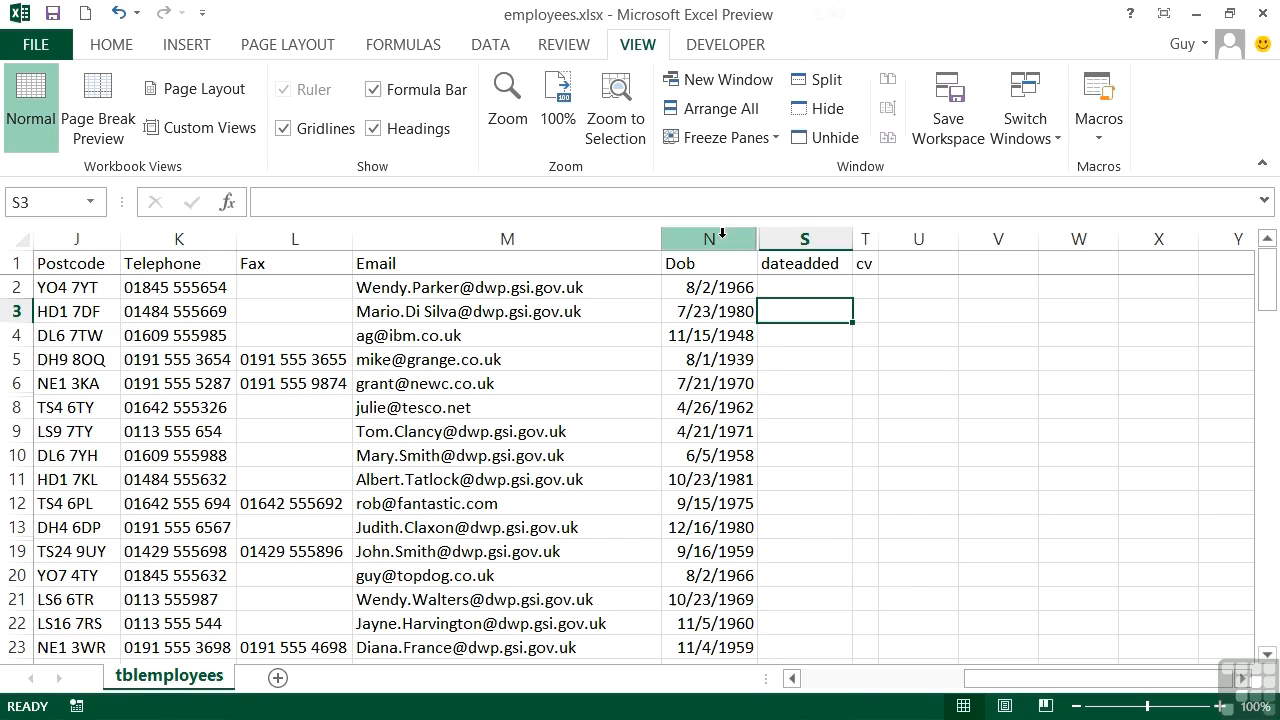 employees.xlsx - Microsoft Excel Preview
FILE HOME INSERT PAGE LAYOUT FORMULAS DATA REVIEW VIEW DEVELOPER Guy
Normal
Page Break
Preview
Page Layout
Custom Views
Workbook Views
Ruler
Formula Bar
Gridlines
Headings
Show
Zoom
100
100%
Zoom to
Selection
Zoom
New Window
Arrange All
Freeze Panes
Split
Hide
Unhide
Save
Workspace
Switch
Windows
Window
Macros
Macros
S3
fx
J K L M N S T U V W X Y
1 Postcode Telephone Fax Email Dob dateadded cv
2 YO4 7YT 01845 555654 Wendy.Parker@dwp.gsi.gov.uk 8/2/1966
3 HD1 7DF 01484 555669 Mario.Di Silva@dwp.gsi.gov.uk 7/23/1980
4 DL6 7TW 01609 555985 ag@ibm.co.uk 11/15/1948
5 DH9 8OQ 0191 555 3654 0191 555 3655 mike@grange.co.uk 8/1/1939
6 NE1 3KA 0191 555 5287 0191 555 9874 grant@newc.co.uk 7/21/1970
8 TS4 6TY 01642 555326 julie@tesco.net 4/26/1962
9 LS9 7TY 0113 555 654 Tom.Clancy@dwp.gsi.gov.uk 4/21/1971
10 DL6 7YH 01609 555988 Mary.Smith@dwp.gsi.gov.uk 6/5/1958
11 HD1 7KL 01484 555632 Albert.Tatlock@dwp.gsi.gov.uk 10/23/1981
12 TS4 6PL 01642 555 694 01642 555692 rob@fantastic.com 9/15/1975
13 DH4 6DP 0191 555 6567 Judith.Claxon@dwp.gsi.gov.uk 12/16/1980
19 TS24 9UY 01429 555698 01429 555896 John.Smith@dwp.gsi.gov.uk 9/16/1959
20 YO7 4TY 01845 555632 guy@topdog.co.uk 8/2/1966
21 LS6 6TR 0113 555987 Wendy.Walters@dwp.gsi.gov.uk 10/23/1969
22 LS16 7RS 0113 555 544 Jayne.Harvington@dwp.gsi.gov.uk 11/5/1960
23 NE1 3WR 0191 555 3698 0191 555 4698 Diana.France@dwp.gsi.gov.uk 11/4/1959
tblemployees
READY 100%